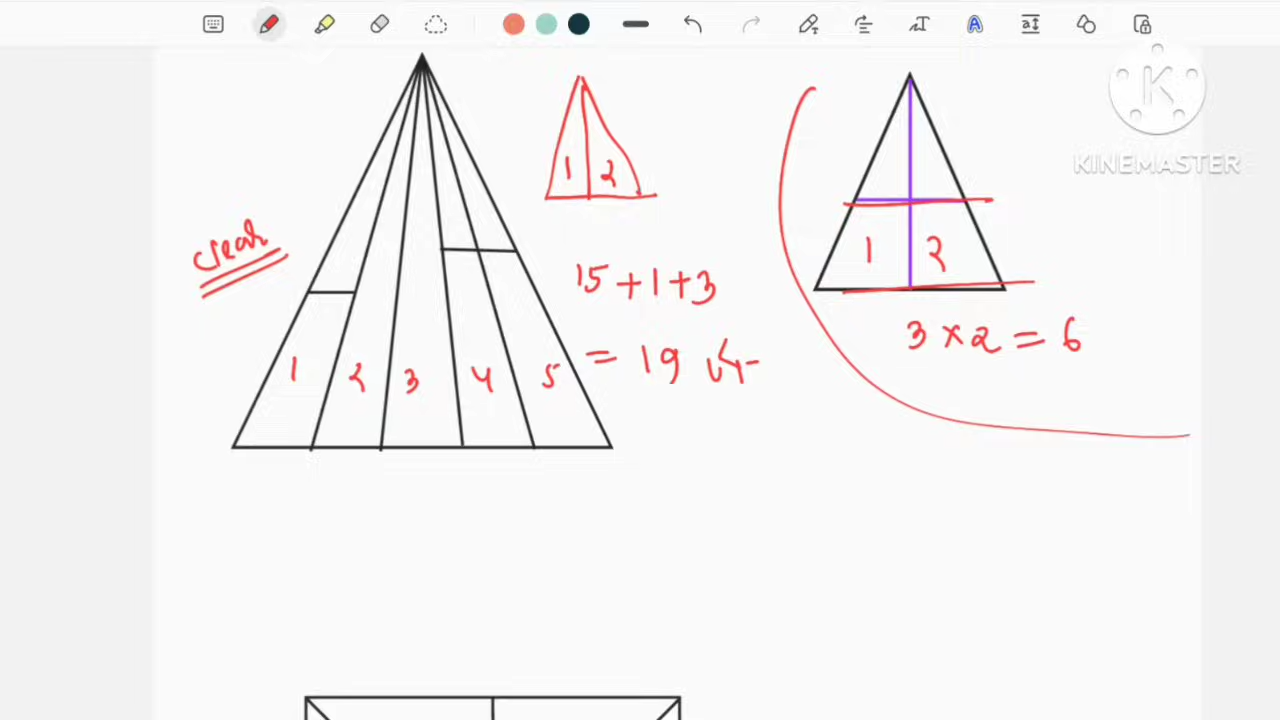 KINEMASTER
1 2
clear
15+1+3
= 19
1 2 3 4 5
1 2
3 × 2 = 6